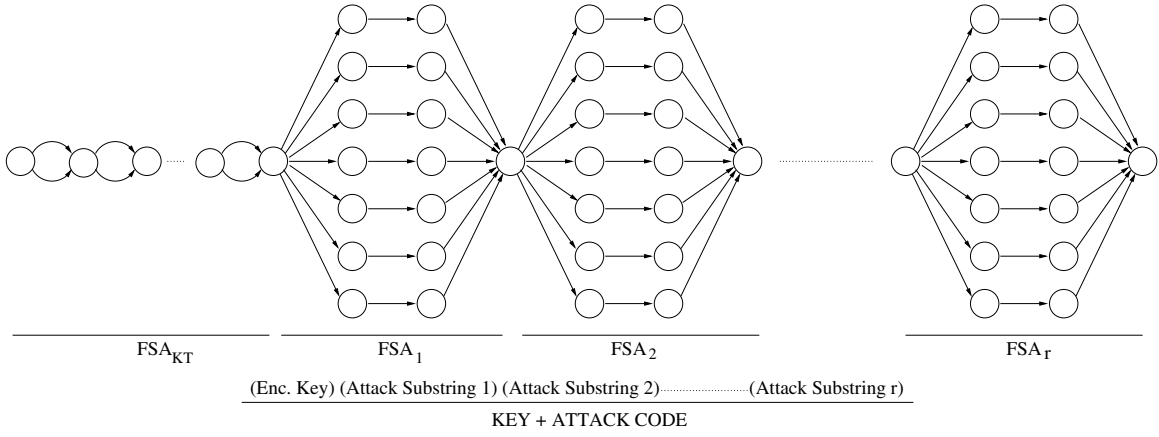 FSA_KT FSA_1 FSA_2 FSA_r
(Enc. Key) (Attack Substring 1) (Attack Substring 2)....................(Attack Substring r)
KEY + ATTACK CODE